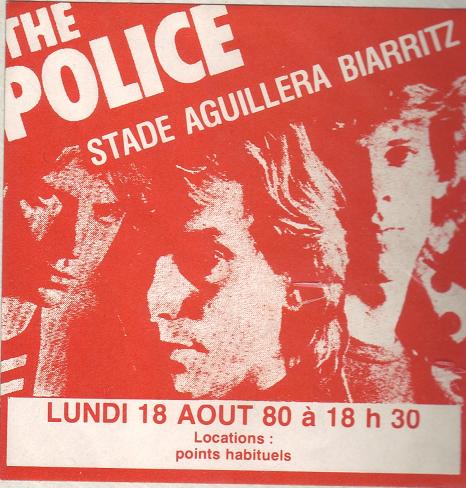 THE
POLICE
STADE AGUILLERA BIARRITZ
LUNDI 18 AOUT 80 à 18 h 30
Locations :
points habituels